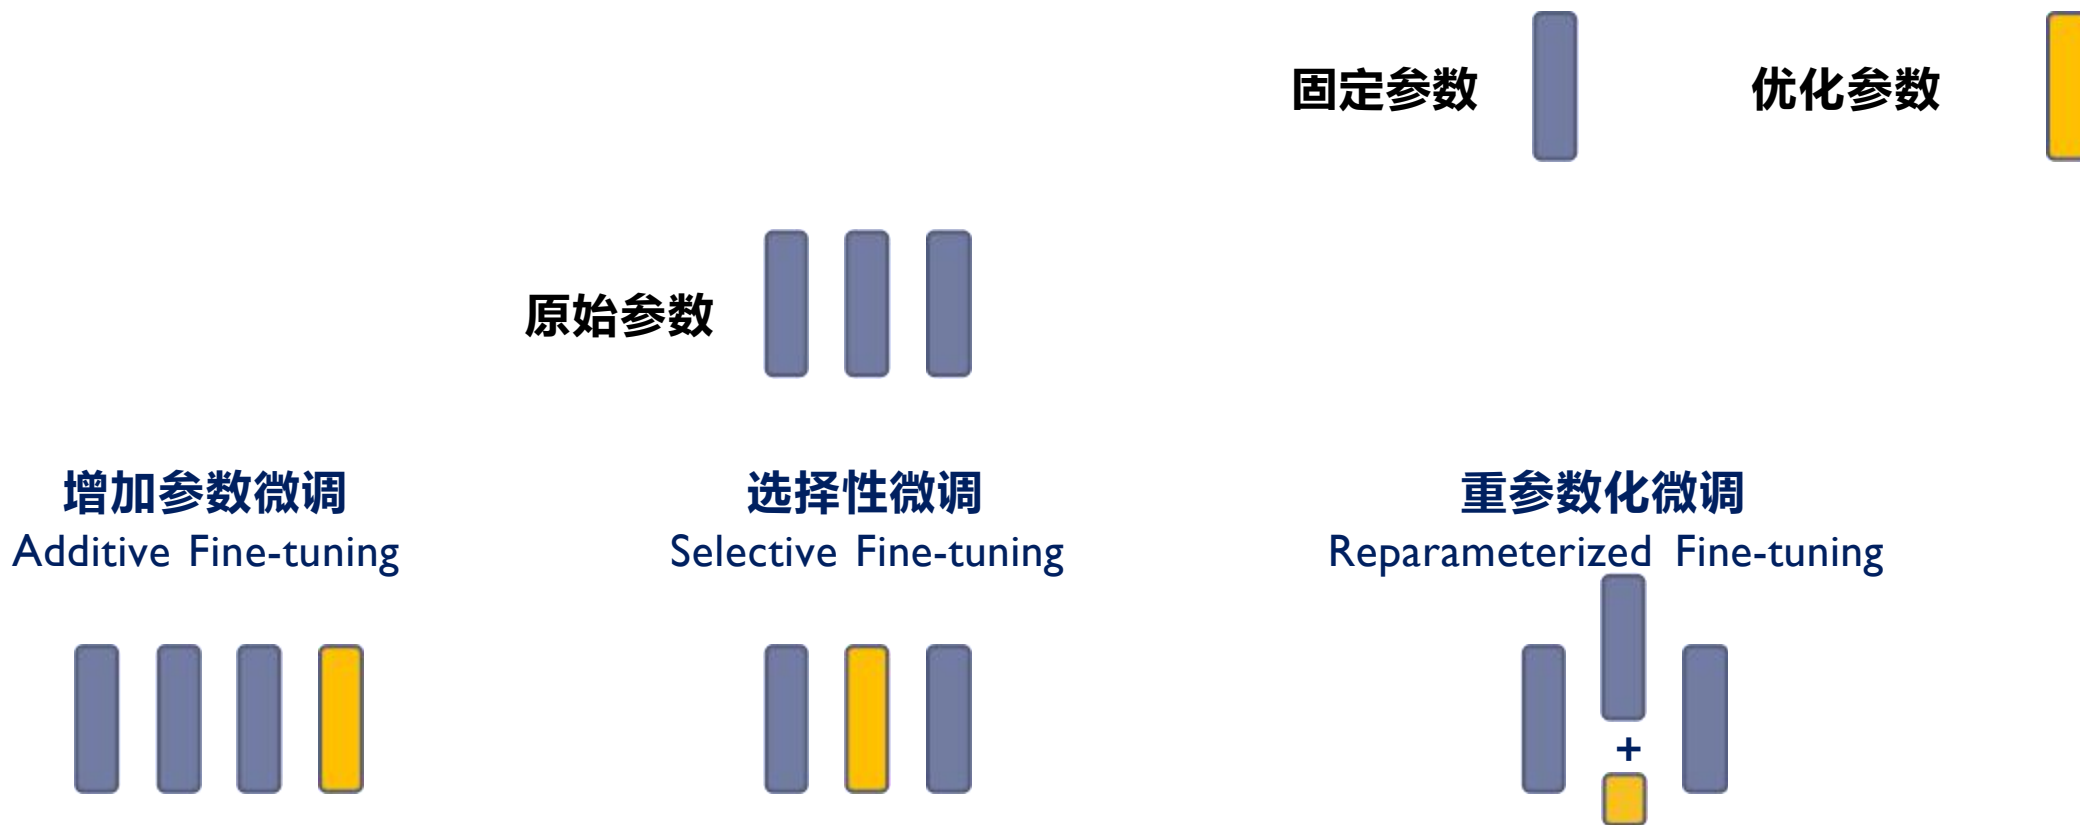 固定参数
优化参数
原始参数
增加参数微调
Additive Fine-tuning
选择性微调
Selective Fine-tuning
重参数化微调
Reparameterized Fine-tuning
+